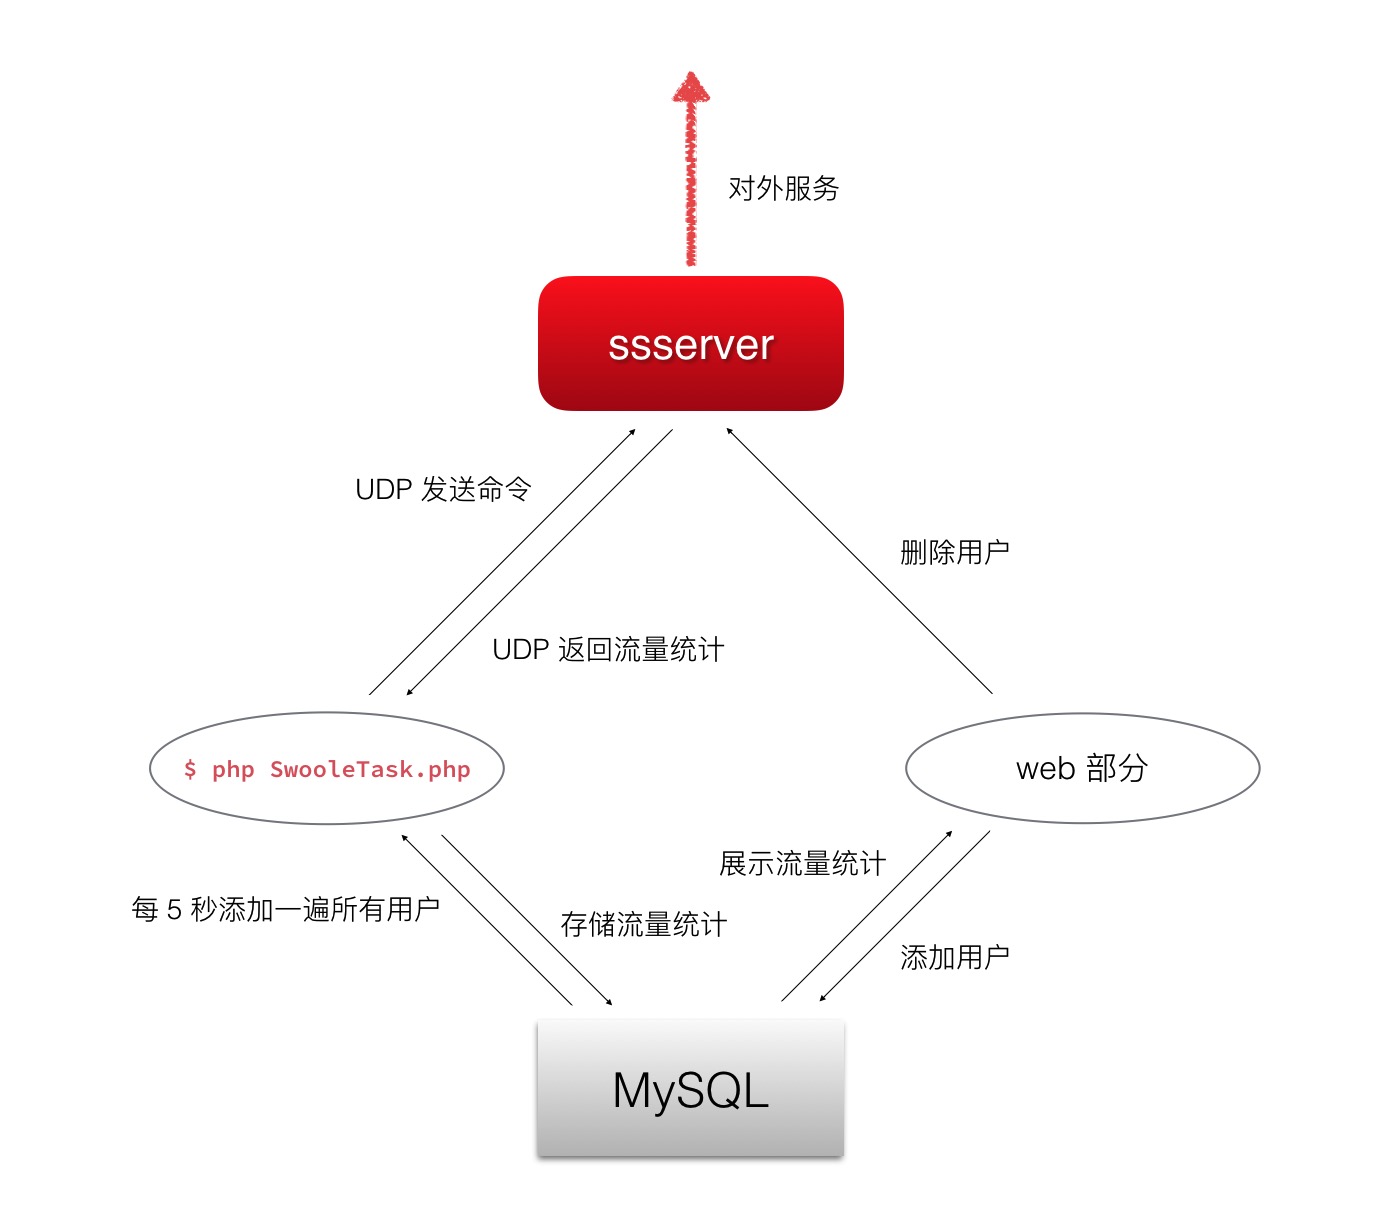 对外服务
ssserver
UDP 发送命令
删除用户
UDP 返回流量统计
$ php SwooleTask.php
web 部分
展示流量统计
每 5 秒添加一遍所有用户
存储流量统计
添加用户
MySQL